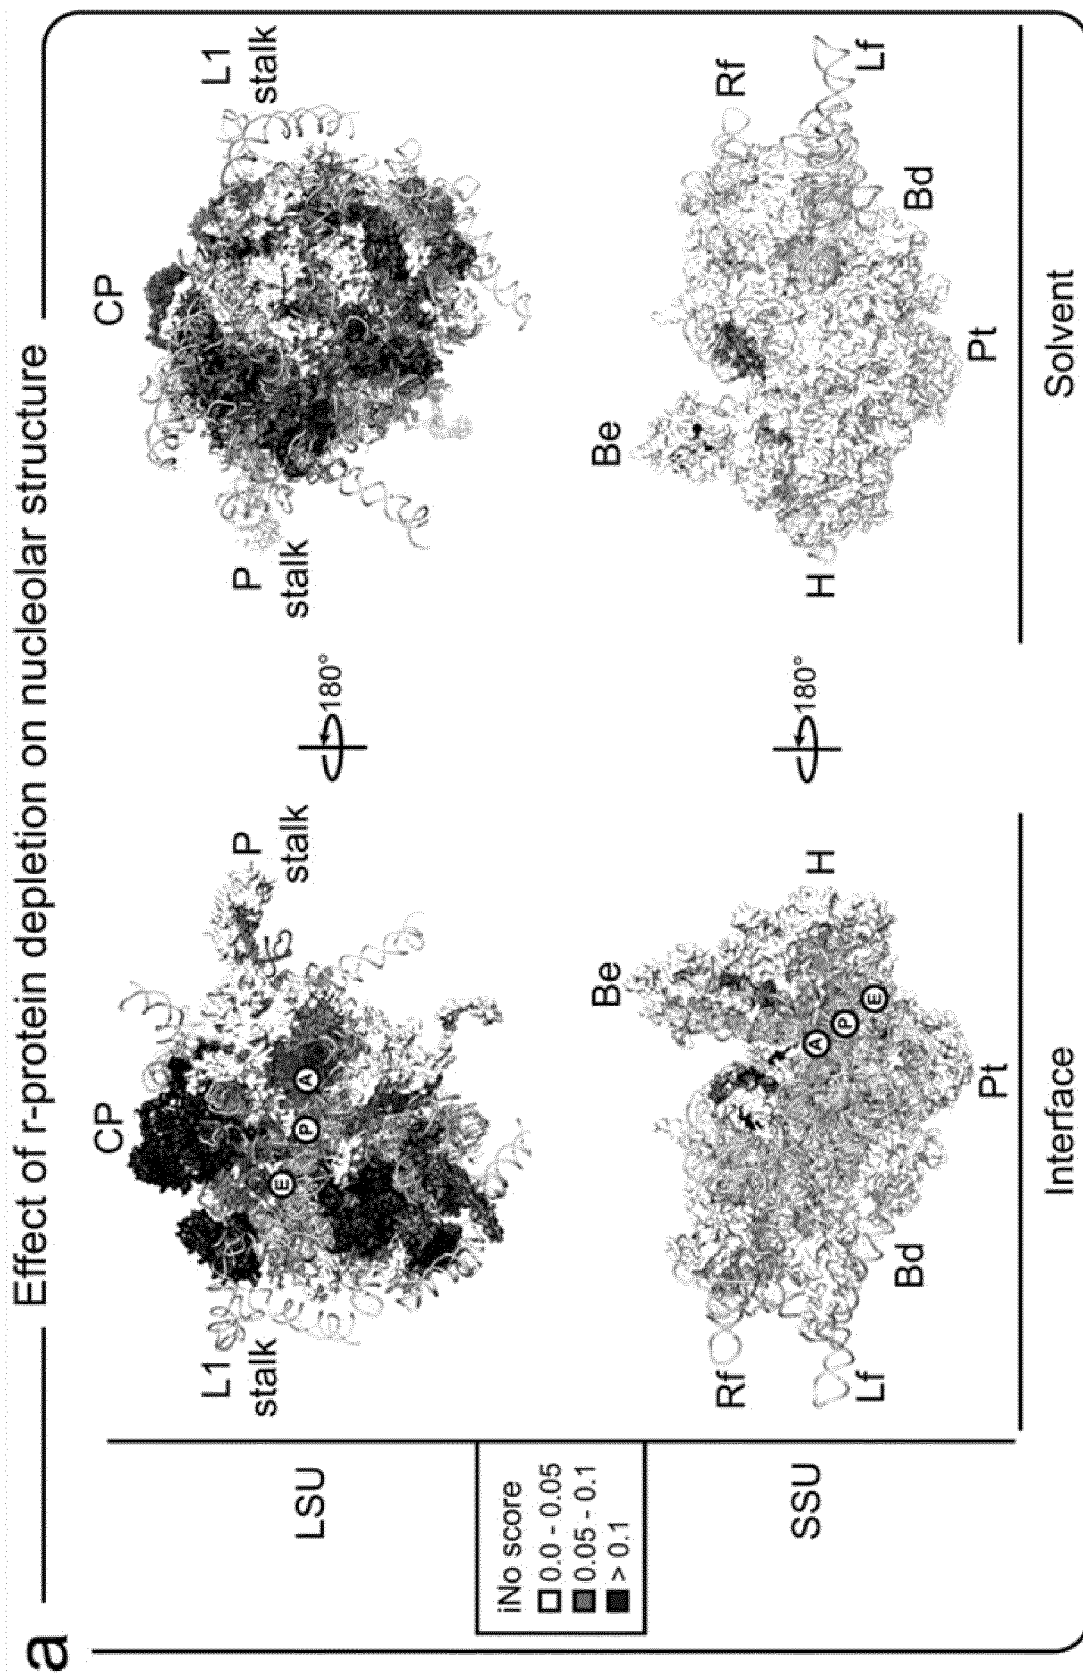 a
Effect of r-protein depletion on nucleolar structure
LSU
L1
stalk
CP
P
stalk
E
P
A
180°
P
stalk
CP
L1
stalk
iNo score
0.0 - 0.05
0.05 - 0.1
> 0.1
SSU
Rf
Lf
Bd
Be
Pt
H
A
P
E
180°
H
Be
Pt
Bd
Rf
Lf
Interface
Solvent